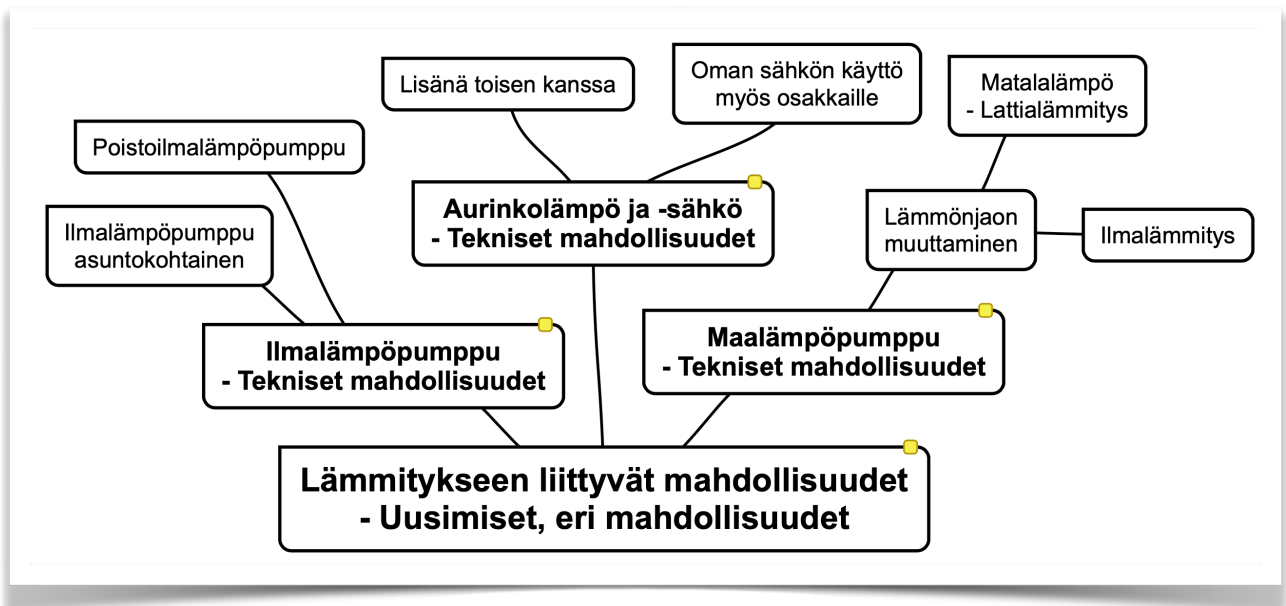 Lisänä toisen kanssa
Oman sähkön käyttö
myös osakkaille
Matalalämpö
- Lattialämmitys
Poistoilmalämpöpumppu
Ilmalämpöpumppu
asuntokohtainen
Aurinkolämpö ja -sähkö
- Tekniset mahdollisuudet
Lämmönjaon
muuttaminen
Ilmalämmitys
Ilmalämpöpumppu
- Tekniset mahdollisuudet
Maalämpöpumppu
- Tekniset mahdollisuudet
Lämmitykseen liittyvät mahdollisuudet
- Uusimiset, eri mahdollisuudet